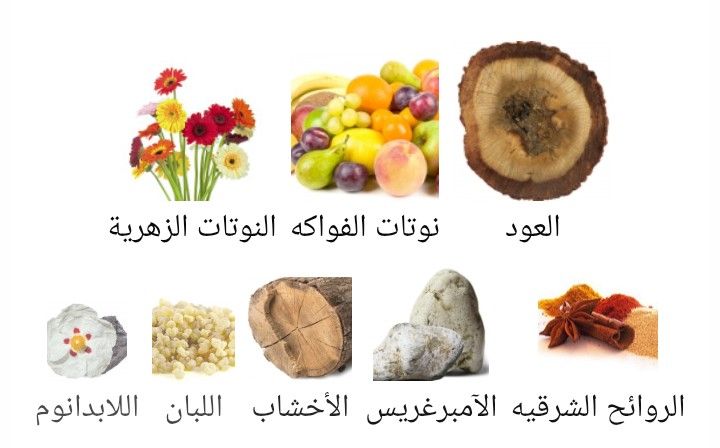 العود نوتات الفواكه النوتات الزهرية
الروائح الشرقيه الآمبرغريس الأخشاب اللبان اللابدانوم